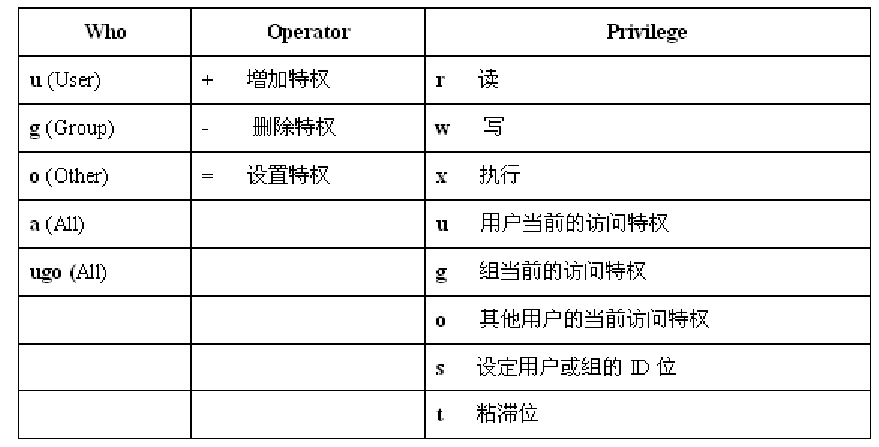 Who Operator Privilege
u (User) + 增加特权 r 读
g (Group) - 删除特权 w 写
o (Other) = 设置特权 x 执行
a (All) u 用户当前的访问特权
ugo (All) g 组当前的访问特权
o 其他用户的当前访问特权
s 设定用户或组的 ID 位
t 粘滞位